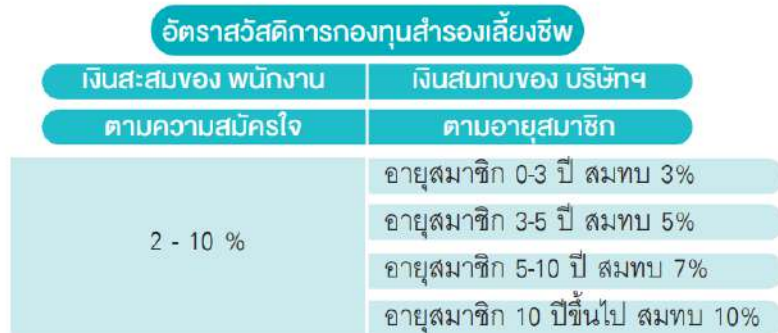 อัตราสวัสดิการกองทุนสำรองเลี้ยงชีพ
เงินสะสมของ พนักงาน
เงินสมทบของ บริษัทฯ
ตามความสมัครใจ
ตามอายุสมาชิก
2 - 10 %
อายุสมาชิก 0-3 ปี สมทบ 3%
อายุสมาชิก 3-5 ปี สมทบ 5%
อายุสมาชิก 5-10 ปี สมทบ 7%
อายุสมาชิก 10 ปีขึ้นไป สมทบ 10%